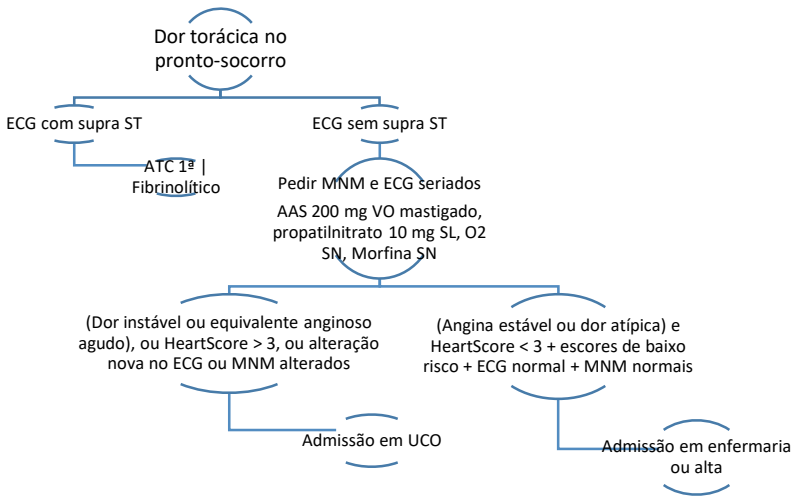 Dor torácica no
pronto-socorro
ECG com supra ST
ECG sem supra ST
ATC 1ª |
Fibrinolítico
Pedir MNM e ECG seriados
AAS 200 mg VO mastigado,
propatilnitrato 10 mg SL, O2
SN, Morfina SN
(Dor instável ou equivalente anginoso
agudo), ou HeartScore > 3, ou alteração
nova no ECG ou MNM alterados
(Angina estável ou dor atípica) e
HeartScore < 3 + escores de baixo
risco + ECG normal + MNM normais
Admissão em UCO
Admissão em enfermaria
ou alta